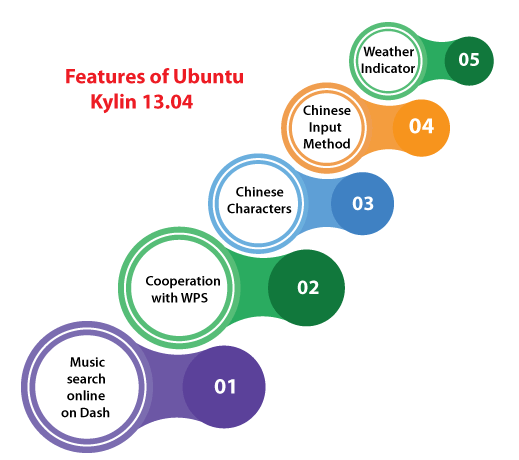 Features of Ubuntu
Kylin 13.04
Weather
Indicator
05
Chinese
Input
Method
04
Chinese
Characters
03
Cooperation
with WPS
02
Music
search
online
on Dash
01